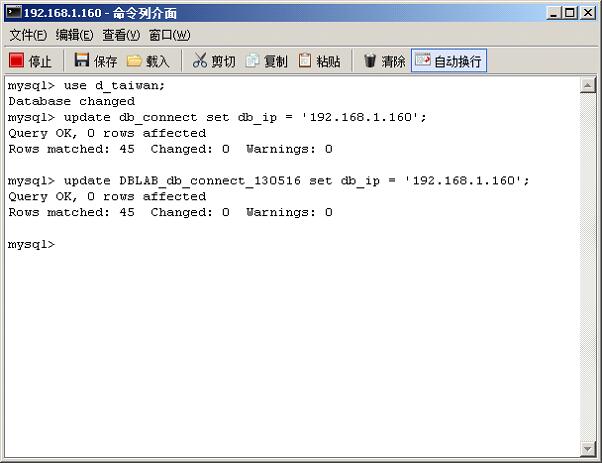 192.168.1.160 - 命令列介面
文件(F) 编辑(E) 查看(V) 窗口(W)
停止 保存 载入 剪切 复制 粘贴 清除 自动换行
mysql> use d_taiwan;
Database changed
mysql> update db_connect set db_ip = '192.168.1.160';
Query OK, 0 rows affected
Rows matched: 45  Changed: 0  Warnings: 0
mysql> update DBLAB_db_connect_130516 set db_ip = '192.168.1.160';
Query OK, 0 rows affected
Rows matched: 45  Changed: 0  Warnings: 0
mysql>